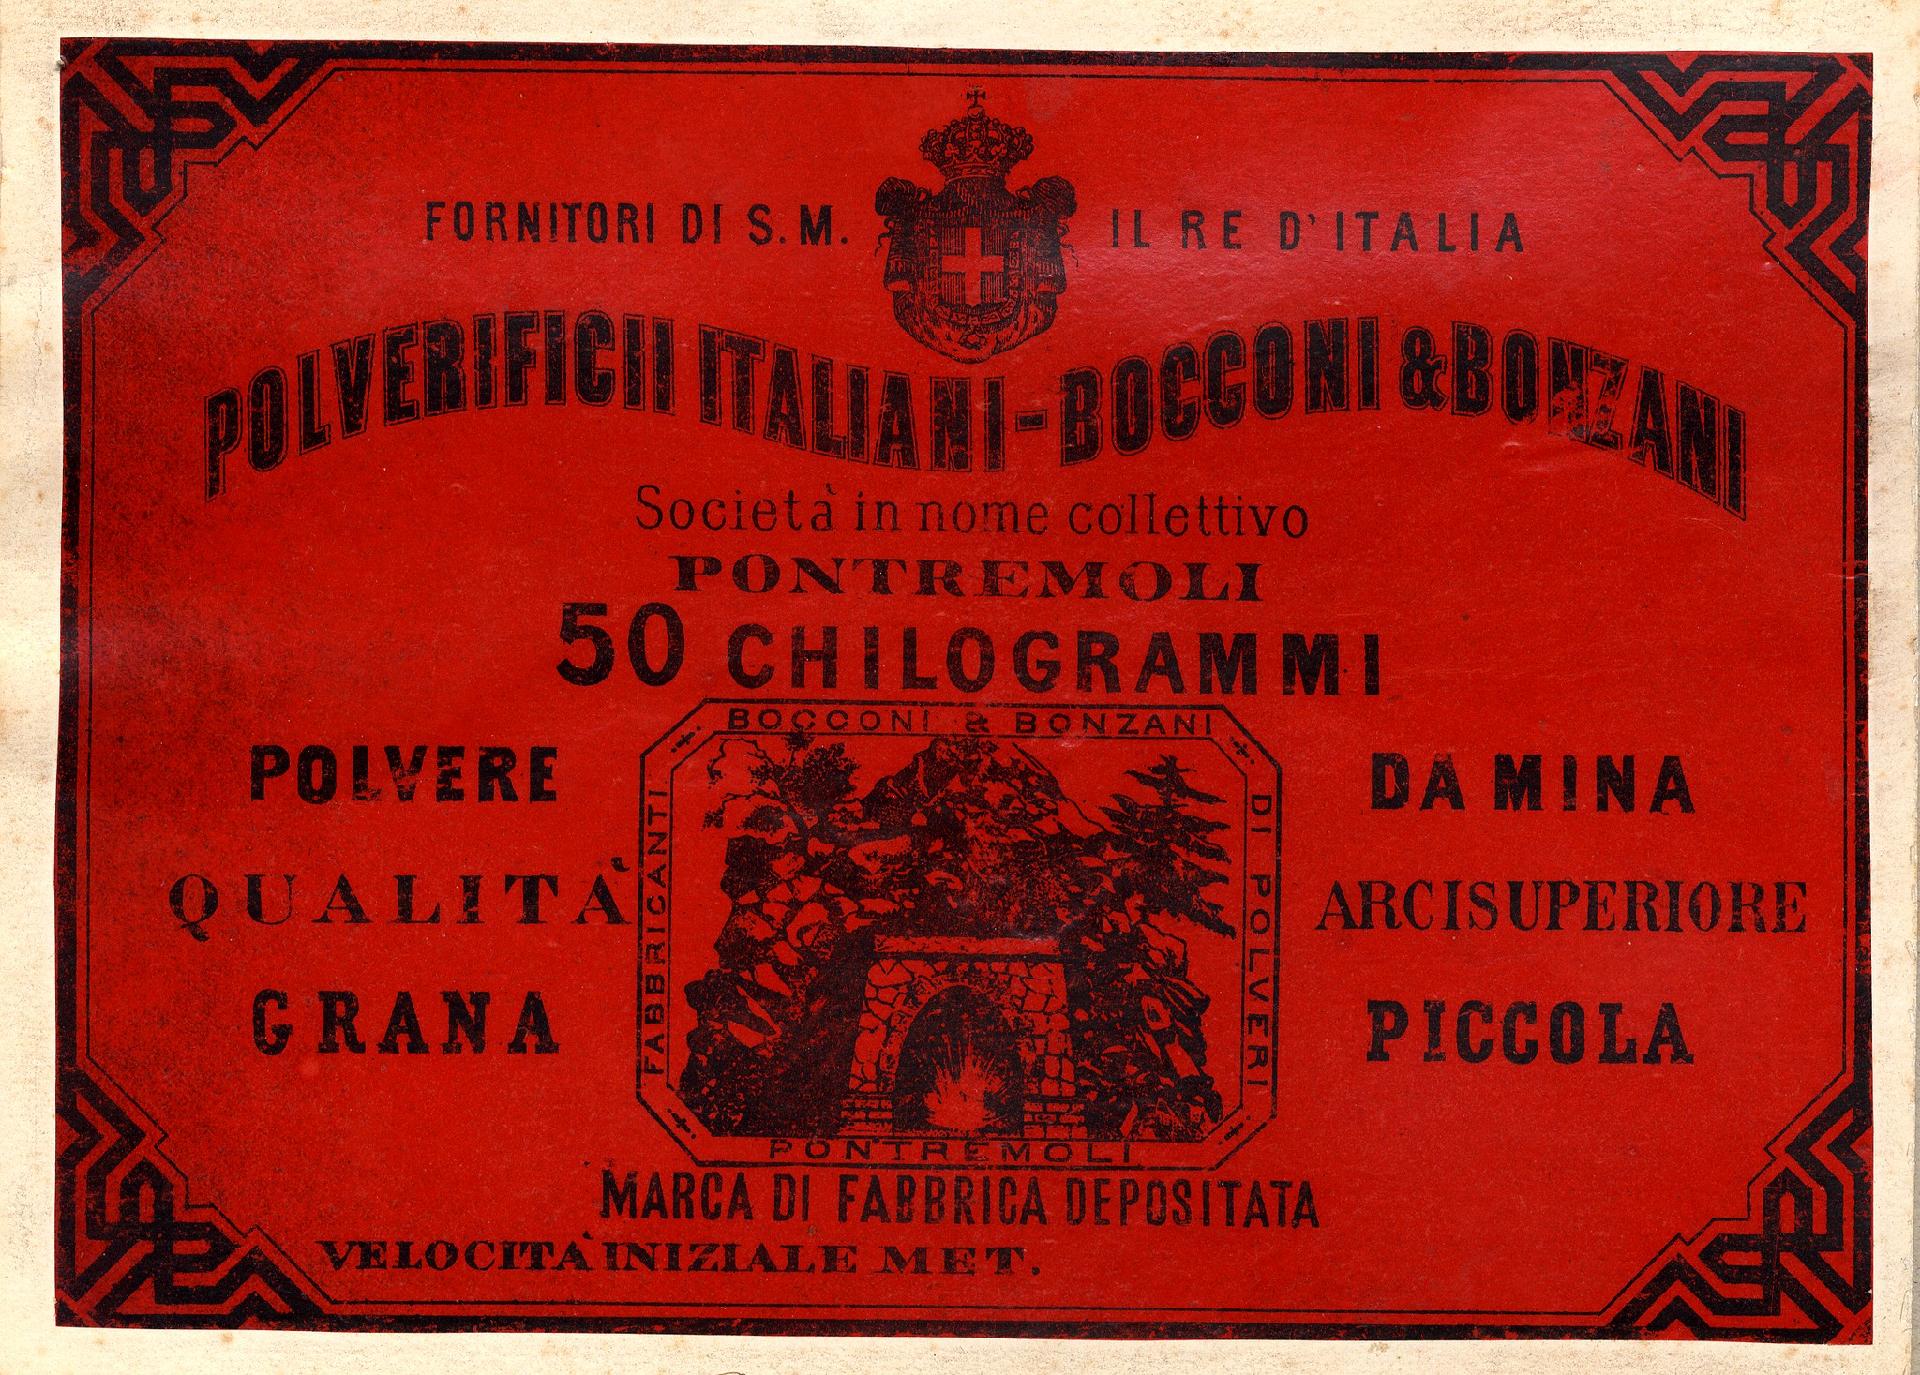 FORNITORI DI S.M. IL RE D'ITALIA
POLVERIFICII ITALIANI - BOCCONI & BONZANI
Società in nome collettivo
PONTREMOLI
50 CHILOGRAMMI
BOCCONI & BONZANI
FABBRICANTI
DI POLVERI
PONTREMOLI
POLVERE DA MINA
QUALITÀ ARCISUPERIORE
GRANA PICCOLA
MARCA DI FABBRICA DEPOSITATA
VELOCITÀ INIZIALE MET.